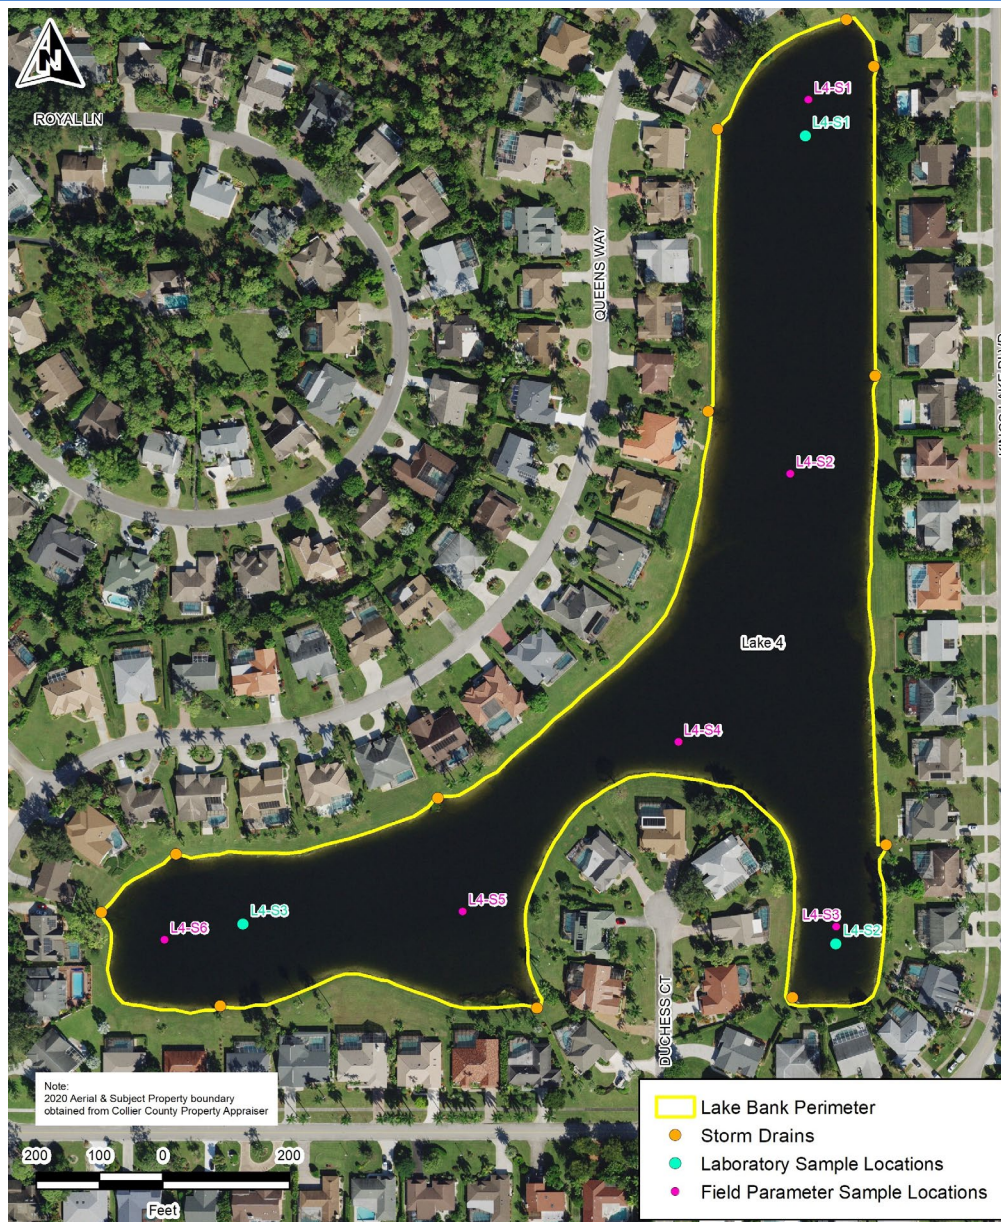 N
ROYAL LN
L4-S1
L4-S1
QUEENS WAY
L4-S2
Lake 4
L4-S4
L4-S3
L4-S5
L4-S6
L4-S3
L4-S2
DUCHESS CT
Note:
2020 Aerial & Subject Property boundary
obtained from Collier County Property Appraiser
200 100 0 200
Feet
Lake Bank Perimeter
Storm Drains
Laboratory Sample Locations
Field Parameter Sample Locations